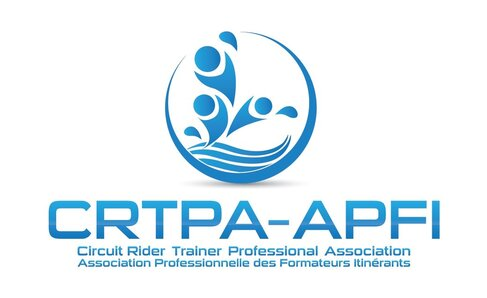 CRTPA-APFI
Circuit Rider Trainer Professional Association
Association Professionnelle des Formateurs Itinérants